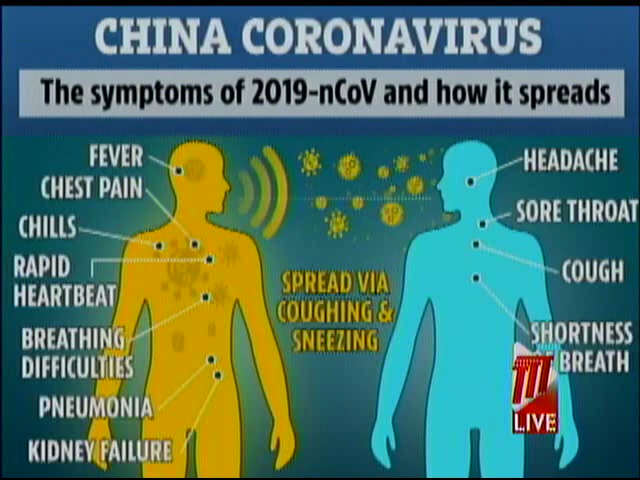 CHINA CORONAVIRUS
The symptoms of 2019-nCoV and how it spreads
FEVER
CHEST PAIN
CHILLS
RAPID
HEARTBEAT
BREATHING
DIFFICULTIES
PNEUMONIA
KIDNEY FAILURE
SPREAD VIA
COUGHING &
SNEEZING
HEADACHE
SORE THROAT
COUGH
SHORTNESS
BREATH
LIVE